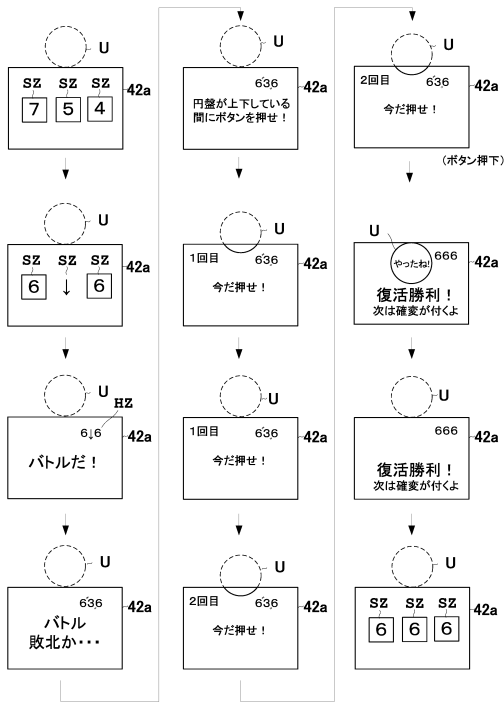 U
SZ SZ SZ
42a
7 5 4
U
SZ SZ SZ
42a
6 ↓ 6
U
HZ
6↓6
42a
バトルだ！
U
636
42a
バトル
敗北か・・・
U
636
42a
円盤が上下している
間にボタンを押せ！
U
1回目
636
42a
今だ押せ！
U
1回目
636
42a
今だ押せ！
U
2回目
636
42a
今だ押せ！
U
2回目
636
42a
今だ押せ！
(ボタン押下)
U
666
やったね!
42a
復活勝利！
次は確変が付くよ
U
666
42a
復活勝利！
次は確変が付くよ
U
SZ SZ SZ
42a
6 6 6